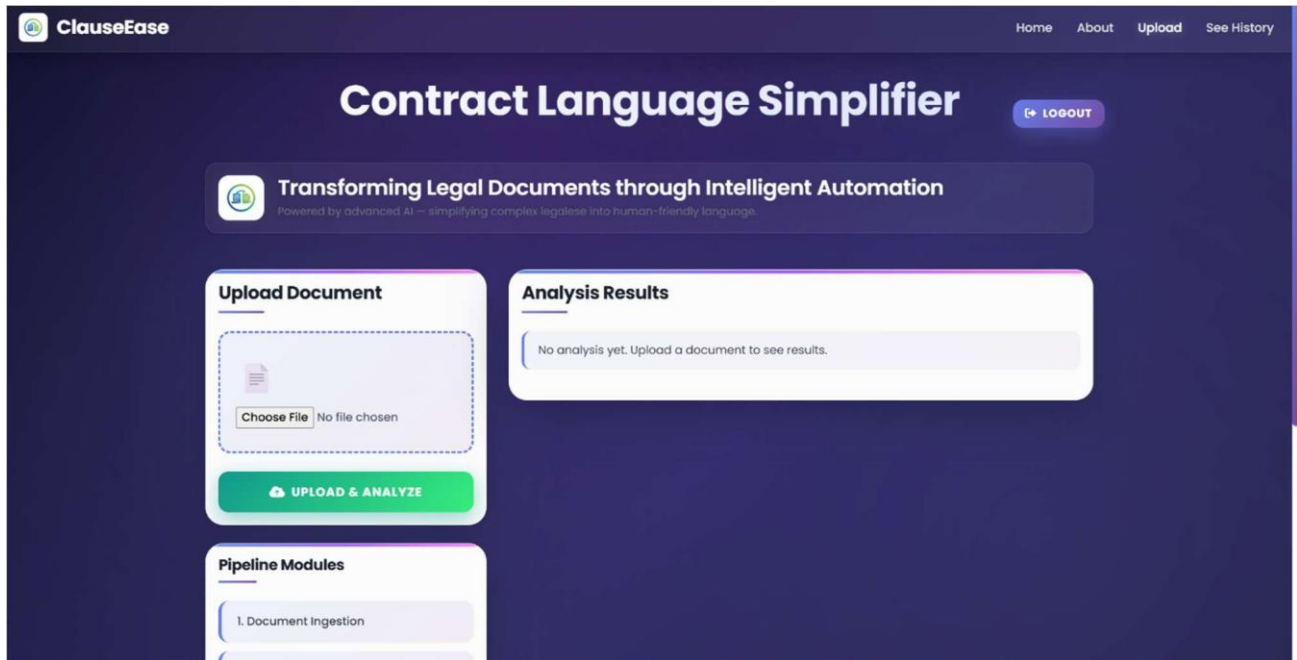 ClauseEase
Home About Upload See History
Contract Language Simplifier
LOGOUT
Transforming Legal Documents through Intelligent Automation
Powered by advanced AI — simplifying complex legalese into human-friendly language.
Upload Document
Choose File No file chosen
UPLOAD & ANALYZE
Analysis Results
No analysis yet. Upload a document to see results.
Pipeline Modules
1. Document Ingestion